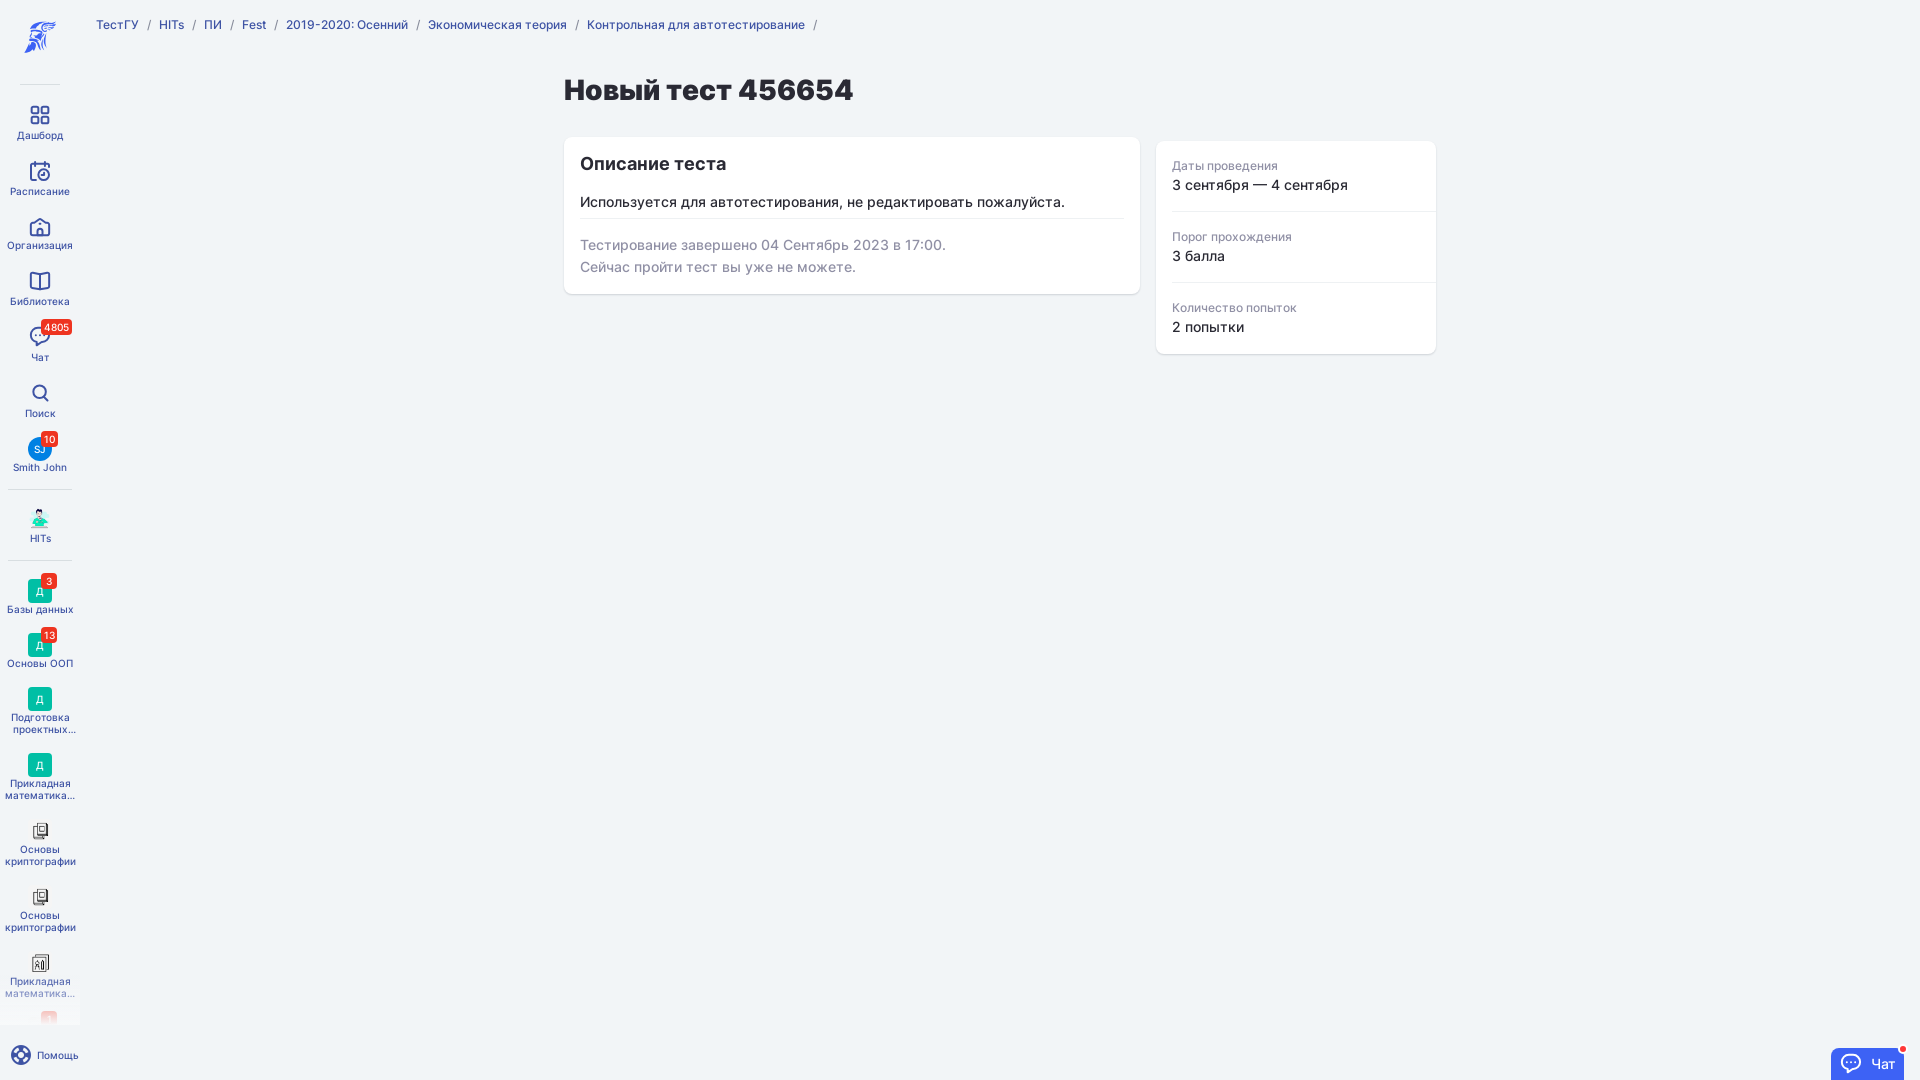 ТестГУ / HITs / ПИ / Fest / 2019-2020: Осенний / Экономическая теория / Контрольная для автотестирования /
Дашборд
Расписание
Организация
Библиотека
4805
Чат
Поиск
10
SJ
Smith John
HITs
3
Д
Базы данных
13
Д
Основы ООП
Д
Подготовка
проектных...
Д
Прикладная
математика...
Основы
криптографии
Основы
криптографии
Прикладная
математика...
1
Помощь
Новый тест 456654
Описание теста
Используется для автотестирования, не редактировать пожалуйста.
Тестирование завершено 04 Сентябрь 2023 в 17:00.
Сейчас пройти тест вы уже не можете.
Даты проведения
3 сентября — 4 сентября
Порог прохождения
3 балла
Количество попыток
2 попытки
Чат